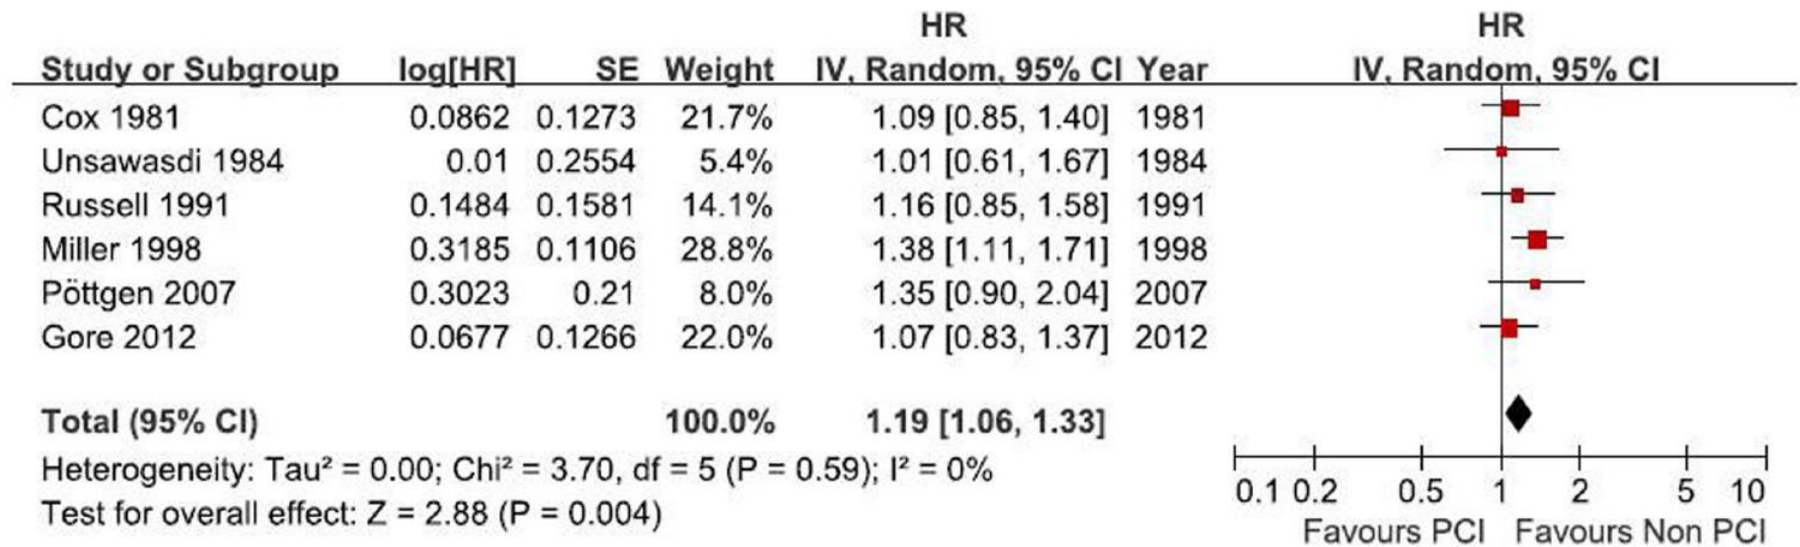 HR HR
Study or Subgroup log[HR] SE Weight IV, Random, 95% CI Year IV, Random, 95% CI
Cox 1981 0.0862 0.1273 21.7% 1.09 [0.85, 1.40] 1981
Unsawasdi 1984 0.01 0.2554 5.4% 1.01 [0.61, 1.67] 1984
Russell 1991 0.1484 0.1581 14.1% 1.16 [0.85, 1.58] 1991
Miller 1998 0.3185 0.1106 28.8% 1.38 [1.11, 1.71] 1998
Pöttgen 2007 0.3023 0.21 8.0% 1.35 [0.90, 2.04] 2007
Gore 2012 0.0677 0.1266 22.0% 1.07 [0.83, 1.37] 2012
Total (95% CI) 100.0% 1.19 [1.06, 1.33]
Heterogeneity: Tau² = 0.00; Chi² = 3.70, df = 5 (P = 0.59); I² = 0%
Test for overall effect: Z = 2.88 (P = 0.004)
0.1 0.2 0.5 1 2 5 10
Favours PCI Favours Non PCI